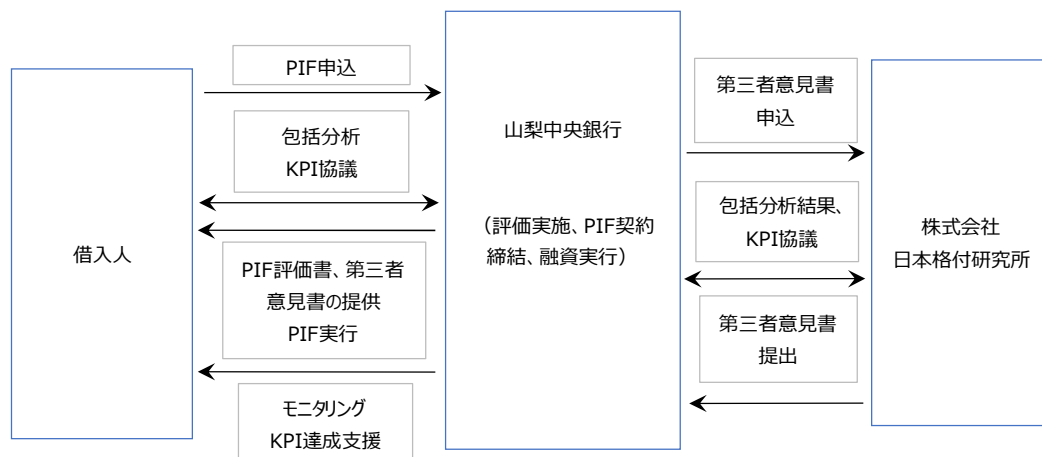 借入人
PIF申込
包括分析
KPI協議
PIF評価書、第三者
意見書の提供
PIF実行
モニタリング
KPI達成支援
山梨中央銀行
（評価実施、PIF契約
締結、融資実行）
第三者意見書
申込
包括分析結果、
KPI協議
第三者意見書
提出
株式会社
日本格付研究所